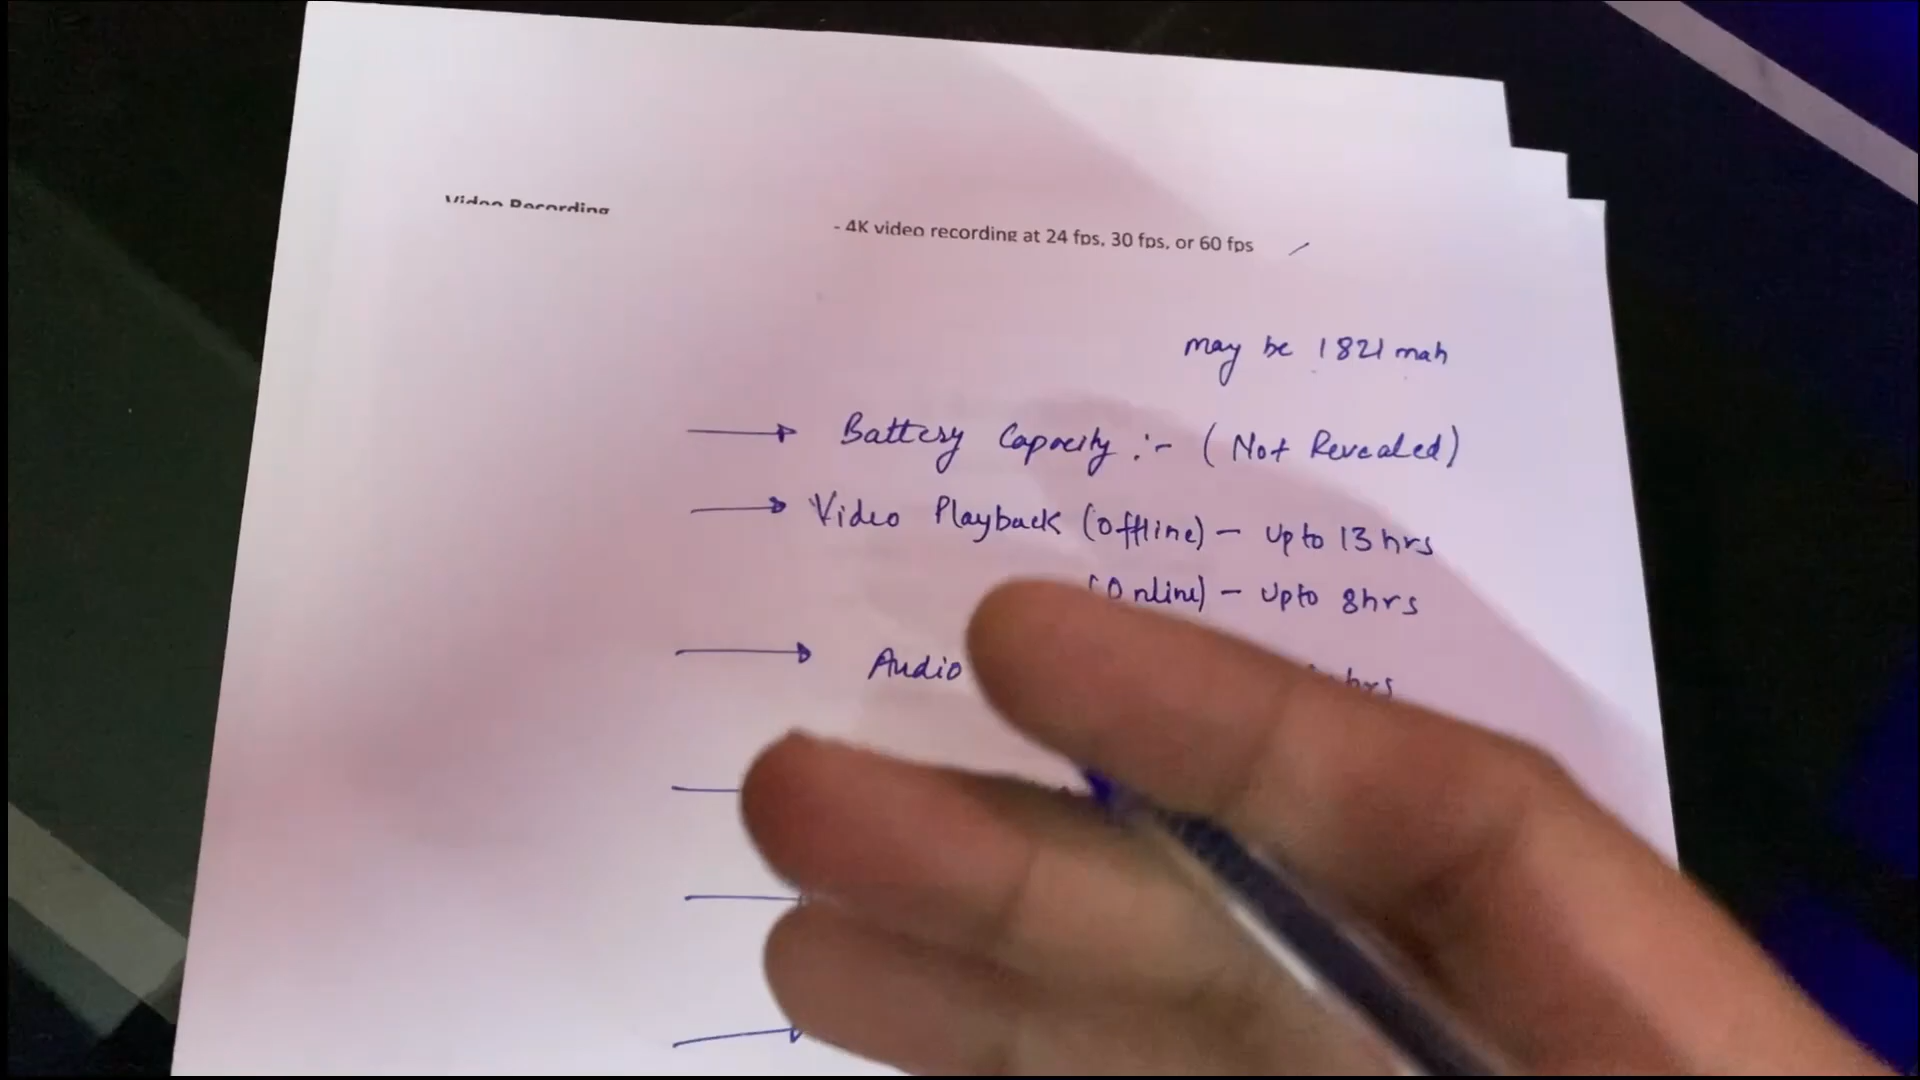 Video Recording
- 4K video recording at 24 fps, 30 fps, or 60 fps
may be 1821 mah
Battery Capacity :- (Not Revealed)
Video Playback (Offline) - Upto 13 hrs
(Online) - Upto 8hrs
Audio hrs